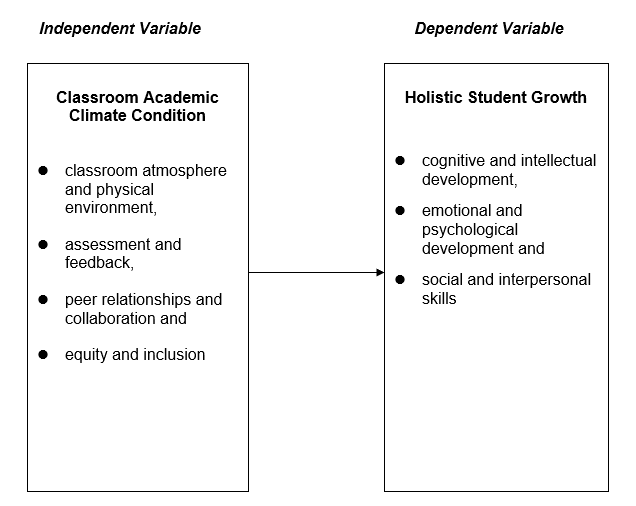 Independent Variable
Dependent Variable
Classroom Academic
Climate Condition
● classroom atmosphere
and physical
environment,
● assessment and
feedback,
● peer relationships and
collaboration and
● equity and inclusion
Holistic Student Growth
● cognitive and intellectual
development,
● emotional and
psychological
development and
● social and interpersonal
skills